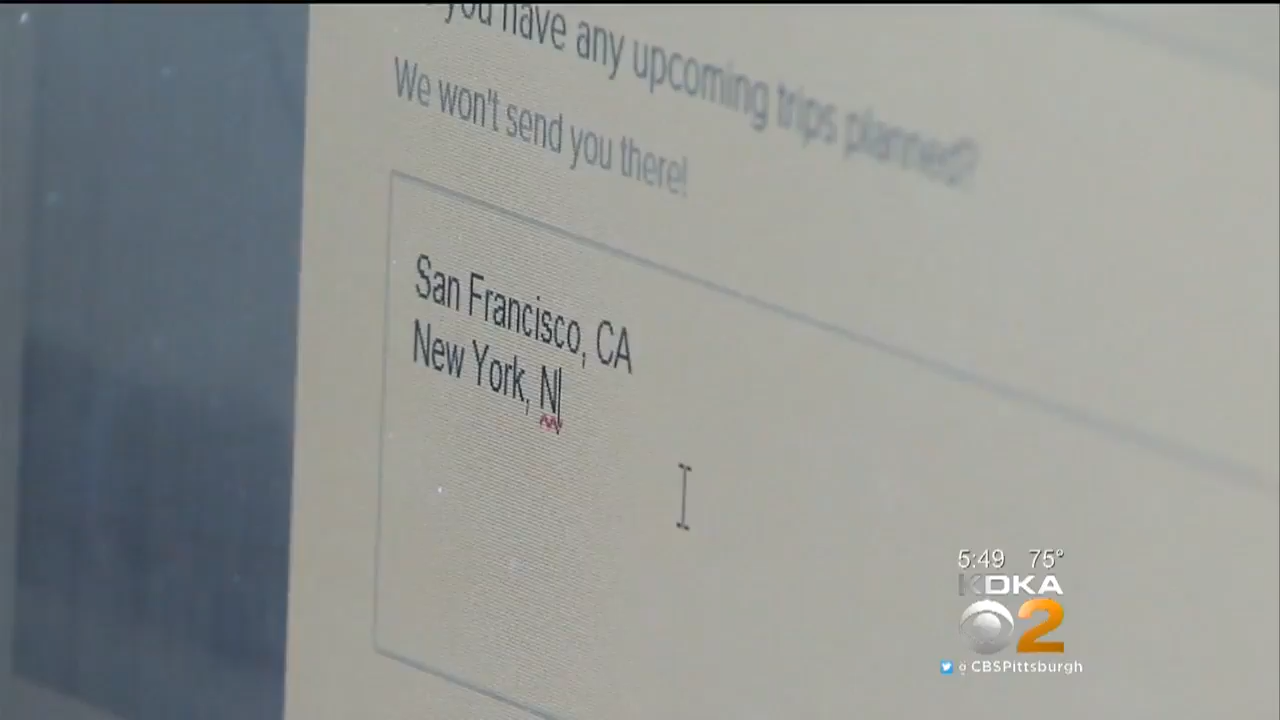 you have any upcoming trips planned?
We won't send you there!
San Francisco, CA
New York, N
5:49 75°
KDKA
2
@CBSPittsburgh